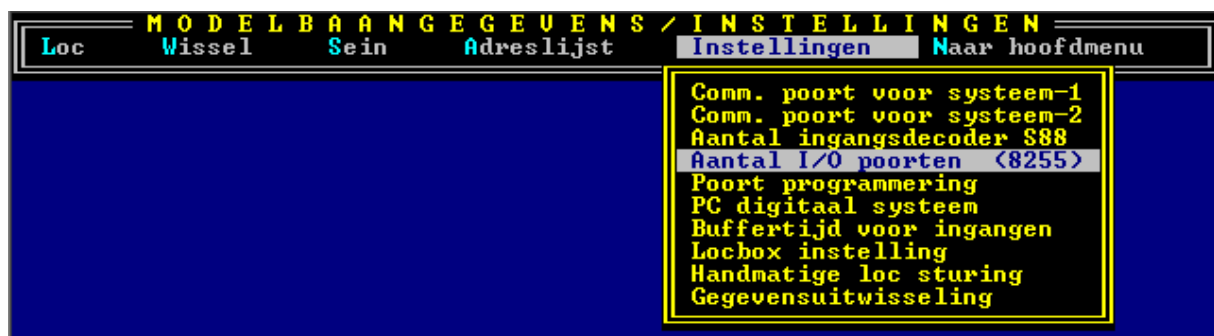 MODELBAANGEGEVENS/INSTELLINGEN
Loc Wissel Sein Adreslijst Instellingen Naar hoofdmenu
Comm. poort voor systeem-1
Comm. poort voor systeem-2
Aantal ingangsdecoder S88
Aantal I/O poorten (8255)
Poort programmering
PC digitaal systeem
Buffertijd voor ingangen
Locbox instelling
Handmatige loc sturing
Gegevensuitwisseling